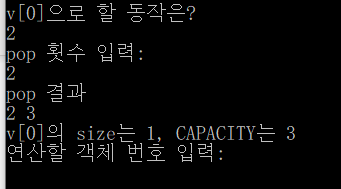 v[0]으로 할 동작은?
2
pop 횟수 입력:
2
pop 결과
2 3
v[0]의 size는 1, CAPACITY는 3
연산할 객체 번호 입력: